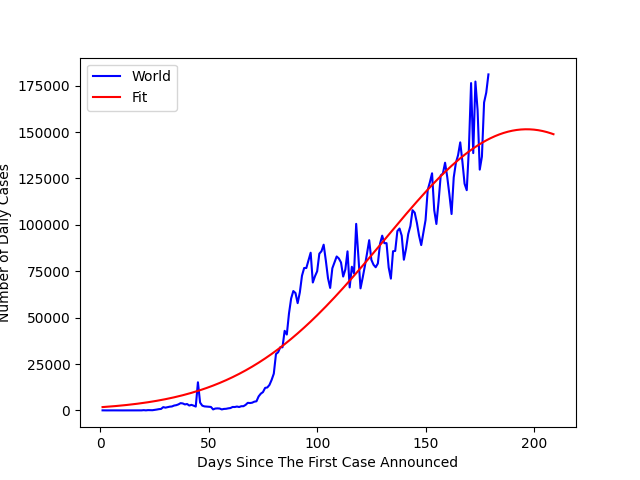 World
Fit
175000
150000
125000
100000
75000
50000
25000
0
Number of Daily Cases
0 50 100 150 200
Days Since The First Case Announced